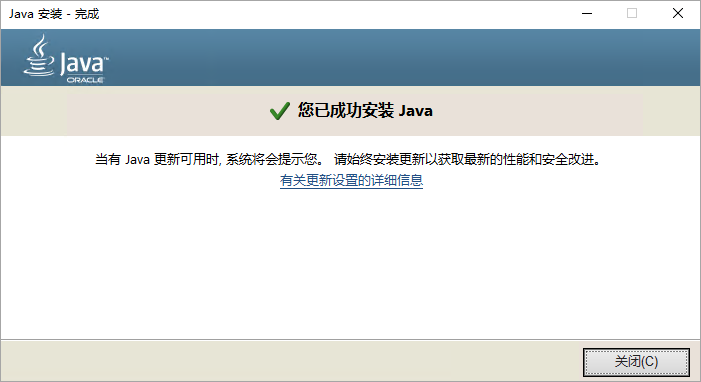 Java 安装 - 完成
Java™
ORACLE
您已成功安装 Java
当有 Java 更新可用时, 系统将会提示您。 请始终安装更新以获取最新的性能和安全改进。
有关更新设置的详细信息
关闭(C)